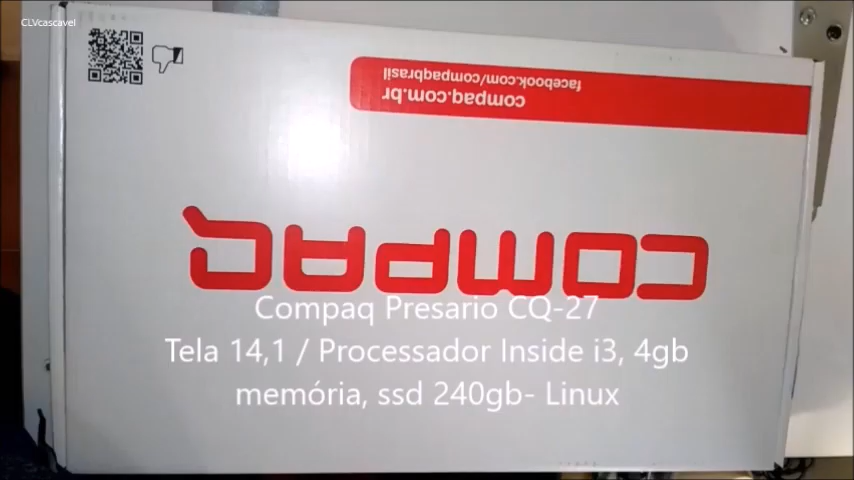 CLVcascavel
facebook.com/compaqbrasil
compaq.com.br
COMPAQ
Compaq Presario CQ-27
Tela 14,1 / Processador Inside i3, 4gb
memória, ssd 240gb- Linux